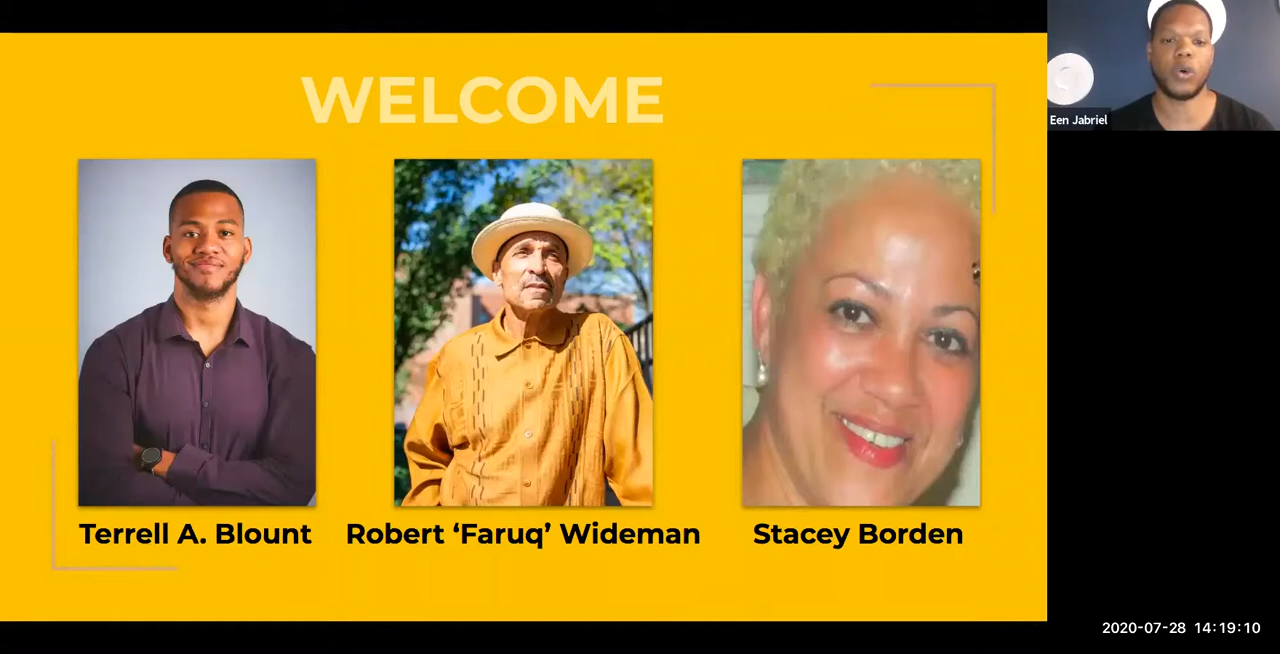 WELCOME
Terrell A. Blount
Robert ‘Faruq’ Wideman
Stacey Borden
Een Jabriel
2020-07-28 14:19:10